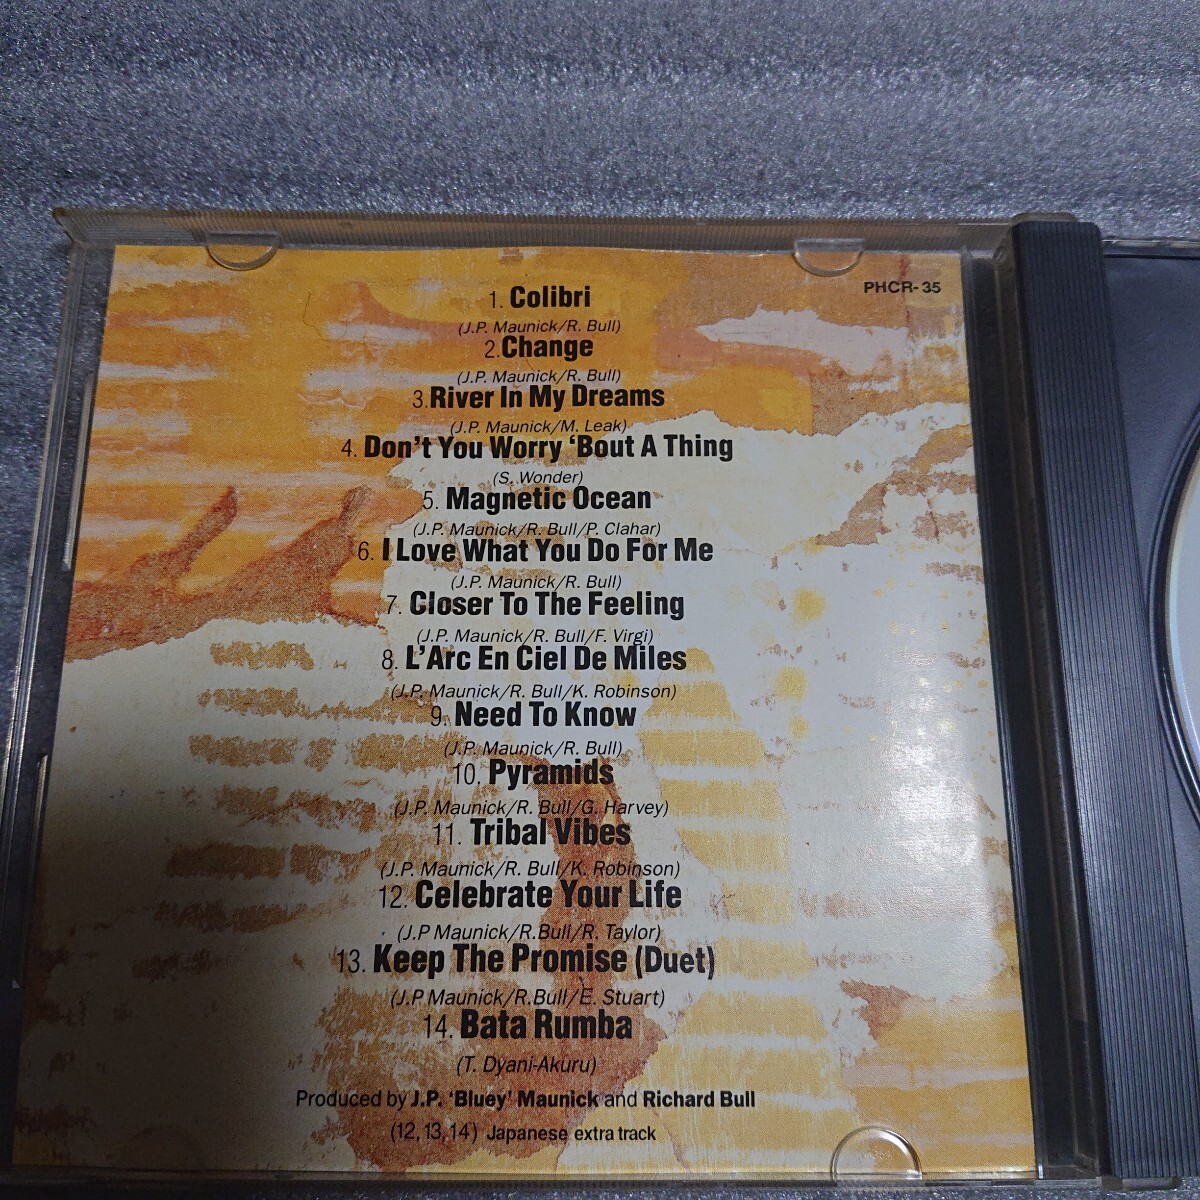 PHCR-35
1. Colibri
(J.P. Maunick/R. Bull)
2.Change
(J.P. Maunick/R. Bull)
3.River In My Dreams
(J.P. Maunick/M. Leak)
4. Don't You Worry 'Bout A Thing
(S. Wonder)
5. Magnetic Ocean
(J.P. Maunick/R. Bull/P. Clahar)
6. I Love What You Do For Me
(J.P. Maunick/R. Bull)
7. Closer To The Feeling
(J.P. Maunick/R. Bull/F. Virgi)
8. L'Arc En Ciel De Miles
(J.P. Maunick/R. Bull/K. Robinson)
9. Need To Know
(J.P. Maunick/R. Bull)
10. Pyramids
(J.P. Maunick/R. Bull/G. Harvey)
11. Tribal Vibes
(J.P. Maunick/R. Bull/K. Robinson)
12. Celebrate Your Life
(J.P Maunick/R.Bull/R. Taylor)
13. Keep The Promise (Duet)
(J.P Maunick/R.Bull/E. Stuart)
14. Bata Rumba
(T. Dyani-Akuru)
Produced by J.P. 'Bluey' Maunick and Richard Bull
(12,13,14) Japanese extra track